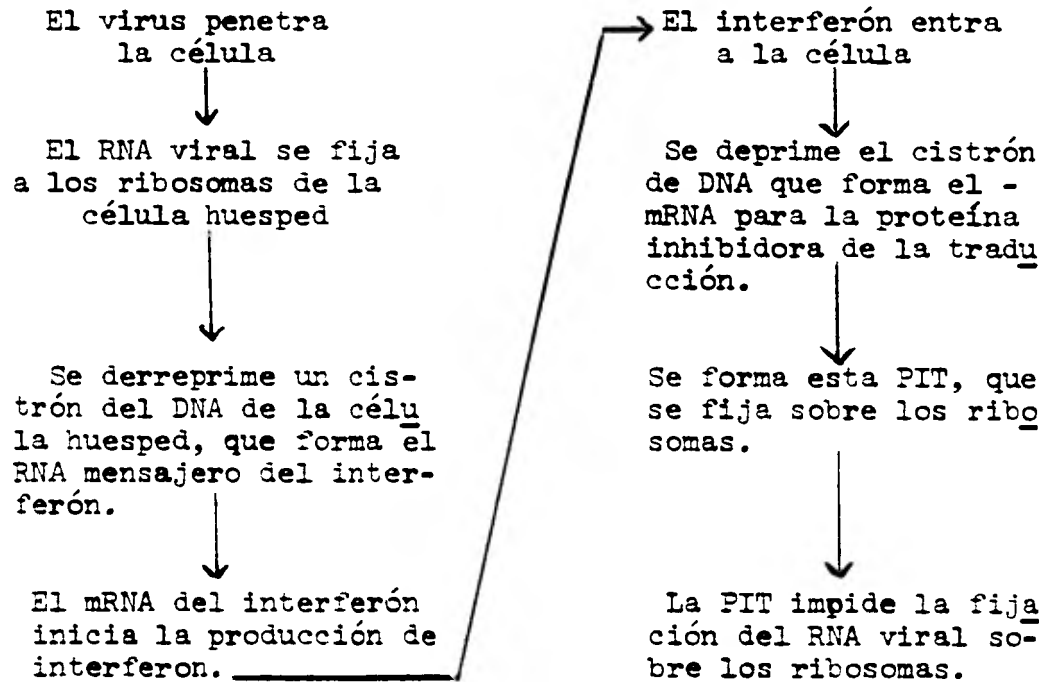 El virus penetra
la célula
El RNA viral se fija
a los ribosomas de la
célula huesped
Se derreprime un cis-
trón del DNA de la célu
la huesped, que forma el
RNA mensajero del inter-
ferón.
El mRNA del interferón
inicia la producción de
interferon.
El interferón entra
a la célula
Se deprime el cistrón
de DNA que forma el -
mRNA para la proteína
inhibidora de la tradu
cción.
Se forma esta PIT, que
se fija sobre los ribo
somas.
La PIT impide la fija
ción del RNA viral so-
bre los ribosomas.